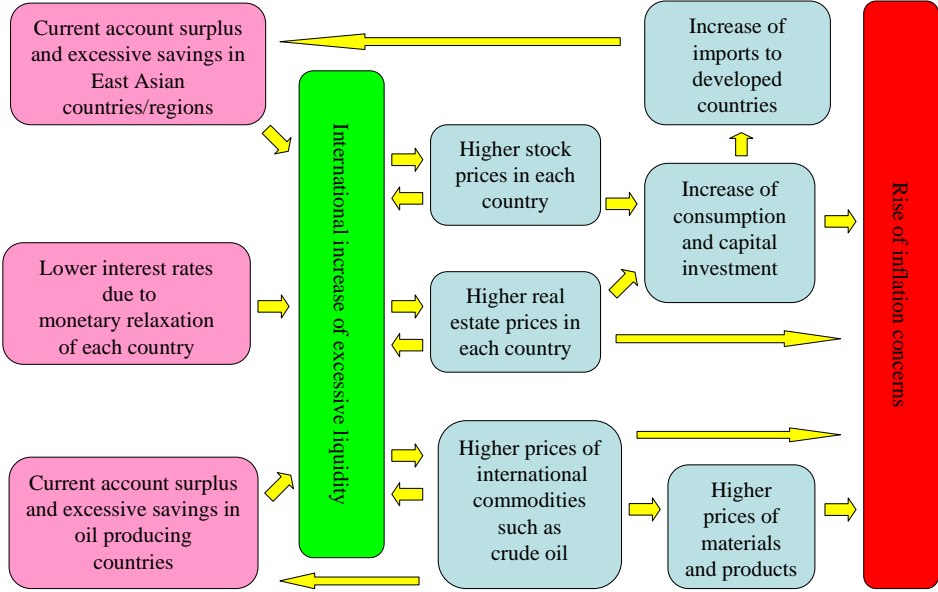 Current account surplus
and excessive savings in
East Asian
countries/regions
Lower interest rates
due to
monetary relaxation
of each country
Current account surplus
and excessive savings in
oil producing
countries
International increase of excessive liquidity
Higher stock
prices in each
country
Higher real
estate prices in
each country
Higher prices of
international
commodities
such as
crude oil
Increase of
imports to
developed
countries
Increase of
consumption
and capital
investment
Higher
prices of
materials
and products
Rise of inflation concerns